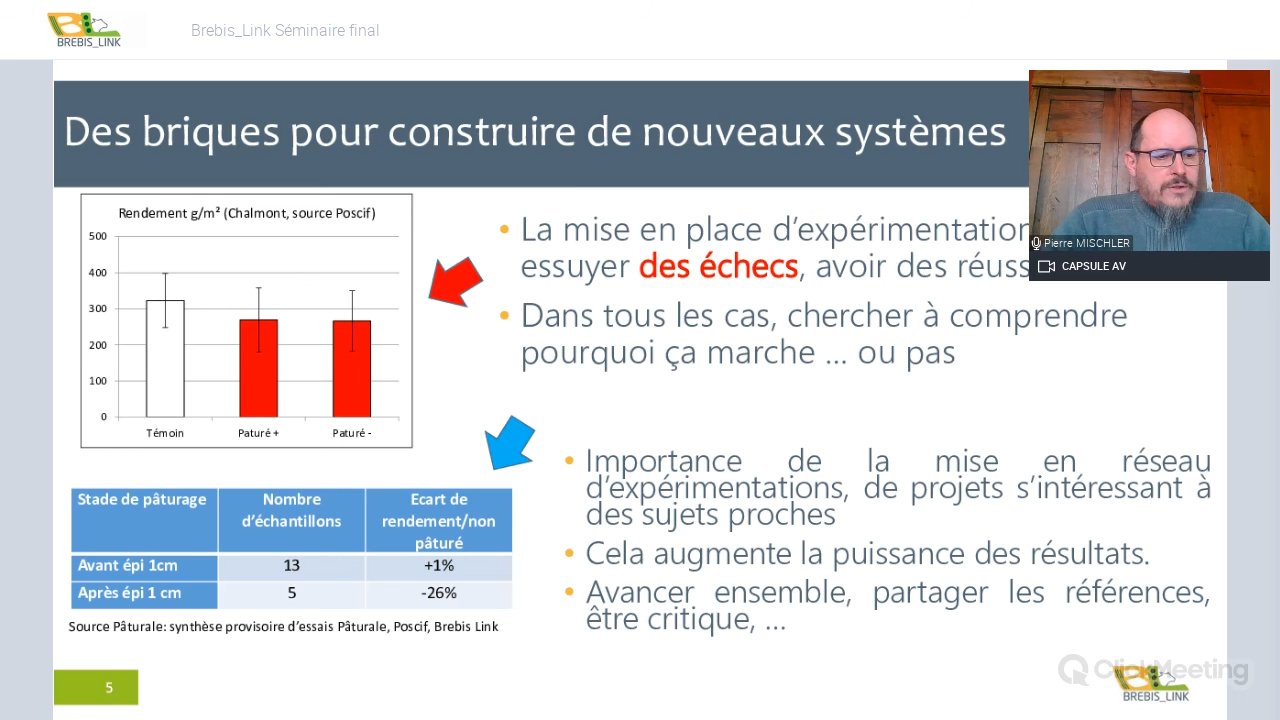 BREBIS_LINK
Brebis_Link Séminaire final
Des briques pour construire de nouveaux systèmes
Pierre MISCHLER
CAPSULE AV
Rendement g/m² (Chalmont, source Poscif)
500
400
300
200
100
0
Témoin Paturé + Paturé -
• La mise en place d’expérimentation
essuyer des échecs, avoir des réuss
• Dans tous les cas, chercher à comprendre
pourquoi ça marche … ou pas
Stade de pâturage Nombre d’échantillons Ecart de rendement/non pâturé
Avant épi 1cm 13 +1%
Après épi 1 cm 5 -26%
Source Pâturale: synthèse provisoire d’essais Pâturale, Poscif, Brebis Link
• Importance de la mise en réseau
d’expérimentations, de projets s’intéressant à
des sujets proches
• Cela augmente la puissance des résultats.
• Avancer ensemble, partager les références,
être critique, …
5
ClickMeeting
BREBIS_LINK